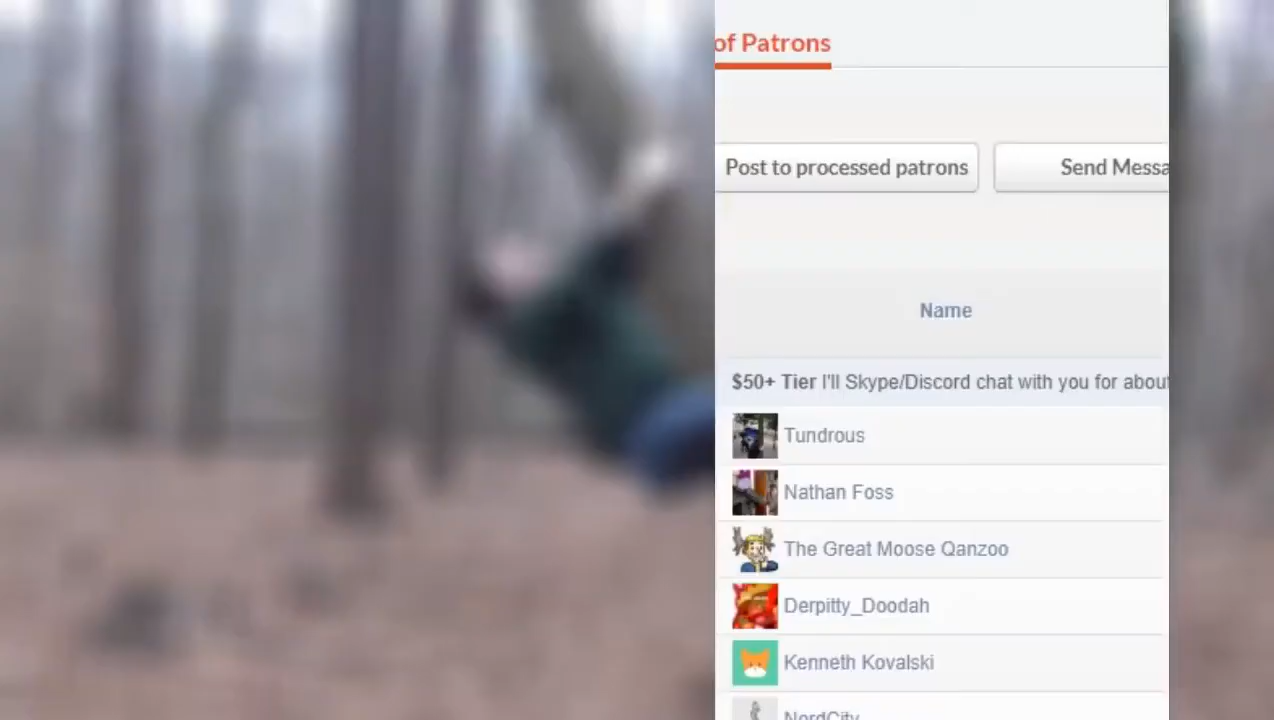 of Patrons
Post to processed patrons
Send Messa
Name
$50+ Tier I'll Skype/Discord chat with you for about
Tundrous
Nathan Foss
The Great Moose Qanzoo
Derpitty_Doodah
Kenneth Kovalski
NordCity